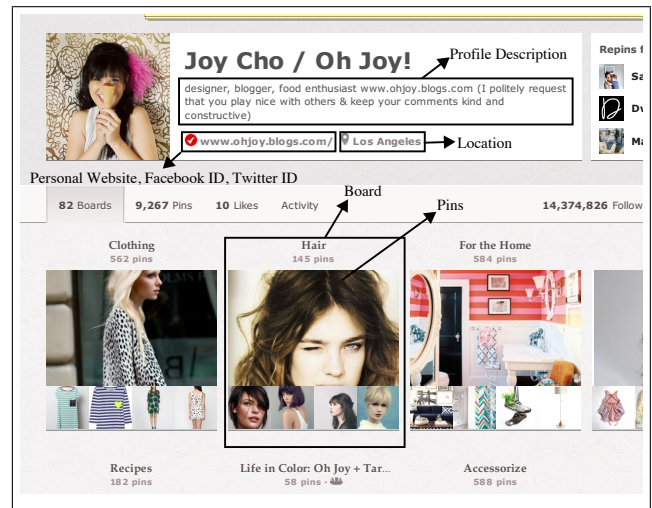 Joy Cho / Oh Joy!
Profile Description
designer, blogger, food enthusiast www.ohjoy.blogs.com (I politely request
that you play nice with others & keep your comments kind and
constructive)
www.ohjoy.blogs.com/ Los Angeles
Location
Personal Website, Facebook ID, Twitter ID
Repins f
Sa
Dv
Ma
Board
Pins
82 Boards 9,267 Pins 10 Likes Activity 14,374,826 Follow
Clothing Hair For the Home
562 pins 145 pins 584 pins
Recipes Life in Color: Oh Joy + Tar... Accessorize
182 pins 58 pins · 588 pins